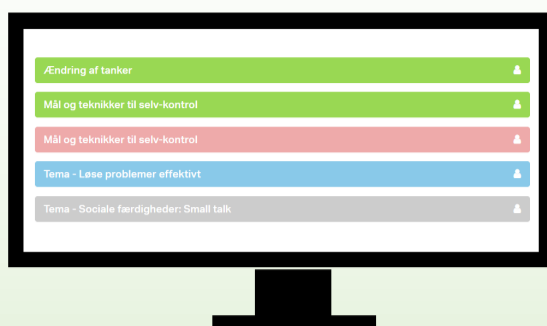 Ændring af tanker
Mål og teknikker til selv-kontrol
Mål og teknikker til selv-kontrol
Tema - Løse problemer effektivt
Tema - Sociale færdigheder: Small talk